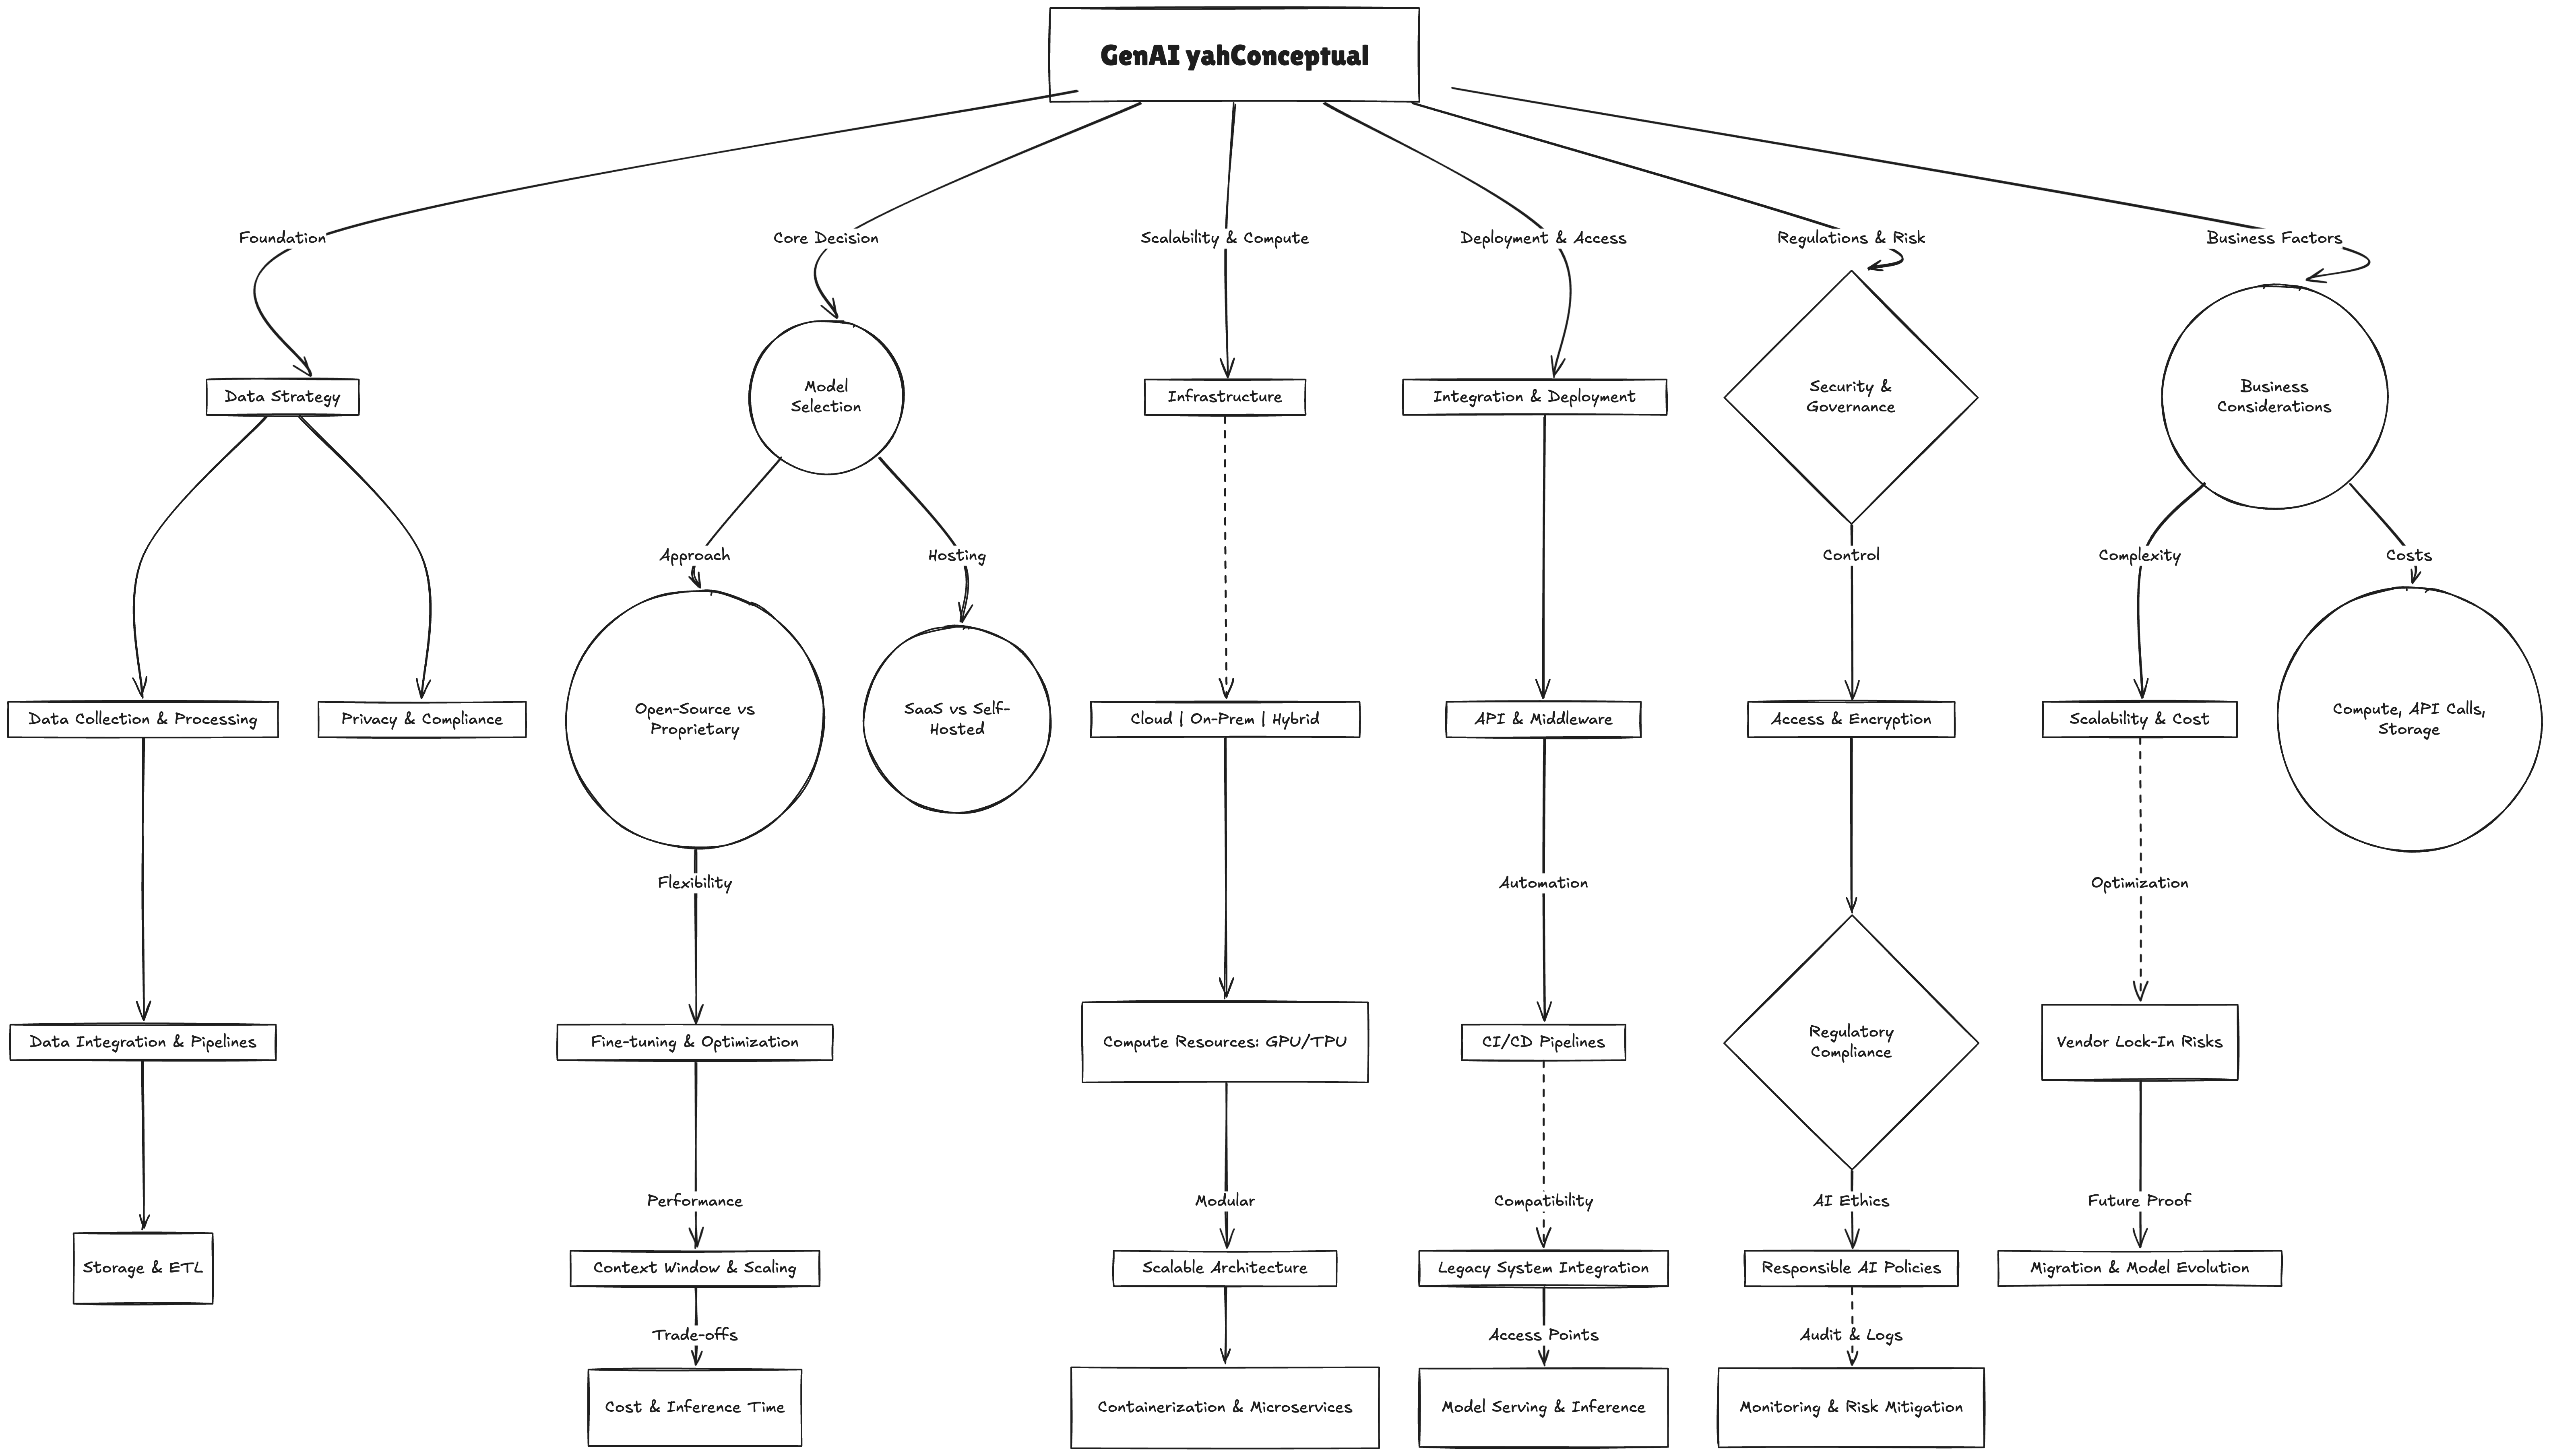 GenAI yahConceptual
Foundation
Core Decision
Scalability & Compute
Deployment & Access
Regulations & Risk
Business Factors
Data Strategy
Model
Selection
Infrastructure
Integration & Deployment
Security &
Governance
Business
Considerations
Approach
Hosting
Control
Complexity
Costs
Data Collection & Processing
Privacy & Compliance
Open-Source vs
Proprietary
SaaS vs Self-
Hosted
Cloud | On-Prem | Hybrid
API & Middleware
Access & Encryption
Scalability & Cost
Compute, API Calls,
Storage
Flexibility
Automation
Optimization
Data Integration & Pipelines
Fine-tuning & Optimization
Compute Resources: GPU/TPU
CI/CD Pipelines
Regulatory
Compliance
Vendor Lock-In Risks
Performance
Modular
Compatibility
AI Ethics
Future Proof
Storage & ETL
Context Window & Scaling
Scalable Architecture
Legacy System Integration
Responsible AI Policies
Migration & Model Evolution
Trade-offs
Access Points
Audit & Logs
Cost & Inference Time
Containerization & Microservices
Model Serving & Inference
Monitoring & Risk Mitigation